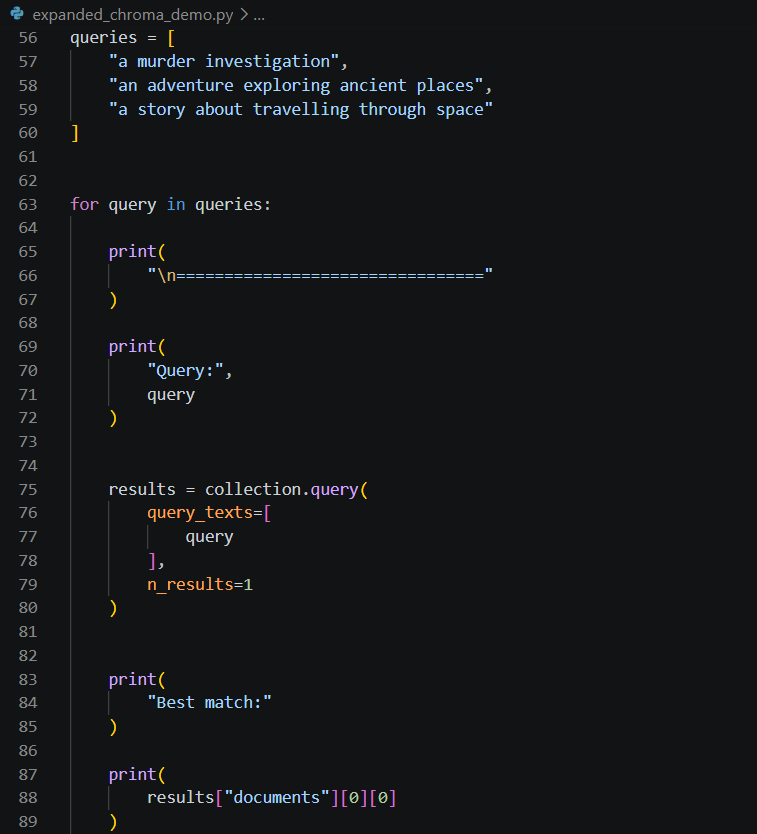 expanded_chroma_demo.py > ...
56 queries = [
57     "a murder investigation",
58     "an adventure exploring ancient places",
59     "a story about travelling through space"
60 ]
61
62
63 for query in queries:
64
65     print(
66         "\n================================"
67     )
68
69     print(
70         "Query:",
71         query
72     )
73
74
75     results = collection.query(
76         query_texts=[
77             query
78         ],
79         n_results=1
80     )
81
82
83     print(
84         "Best match:"
85     )
86
87     print(
88         results["documents"][0][0]
89     )